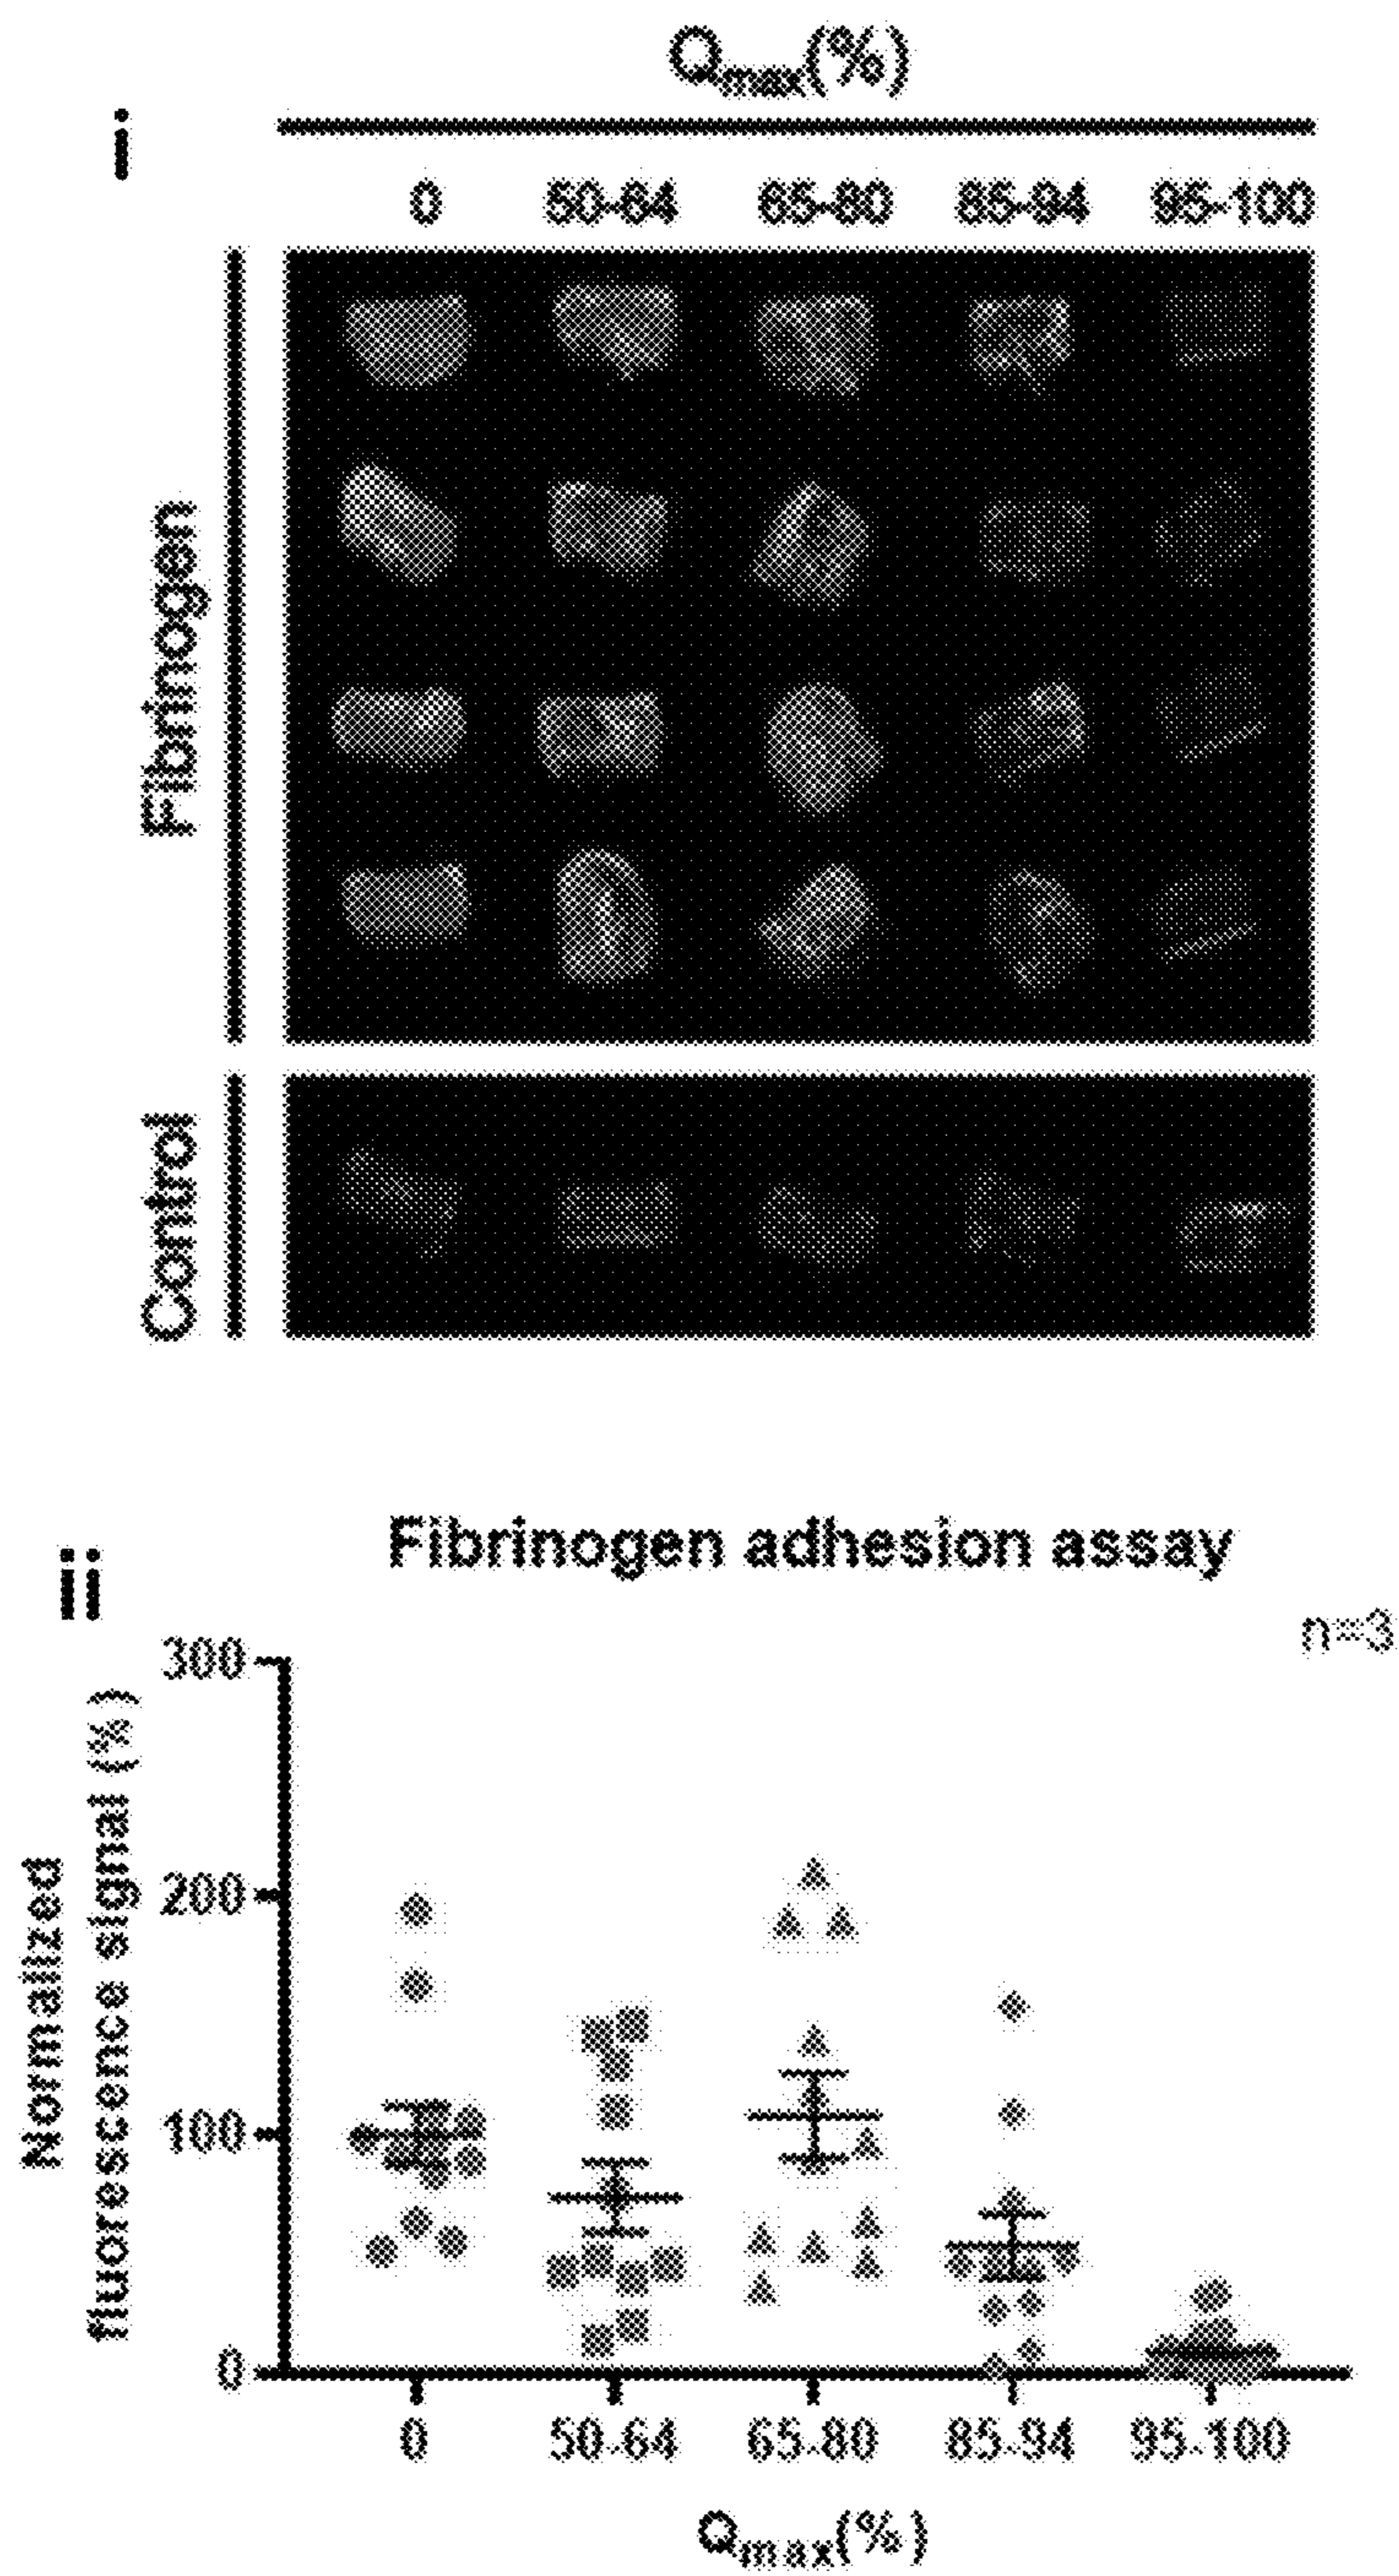 Qmax(%)
i
0 50-64 65-80 85-94 95-100
Fibrinogen
Control
ii
Fibrinogen adhesion assay
n=3
Normalized
fluorescence signal (%)
300
200
100
0
0 50-64 65-80 85-94 95-100
Qmax(%)